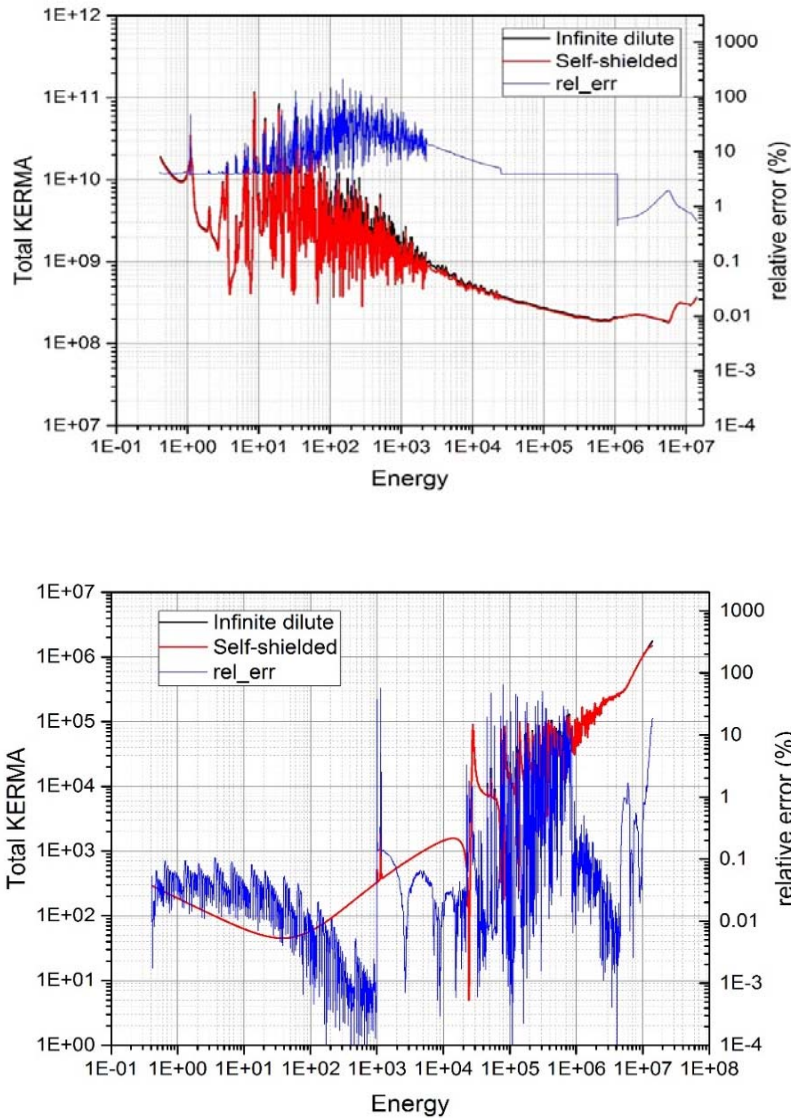 1E+12
1E+11
1E+10
1E+09
1E+08
1E+07
Total KERMA
Infinite dilute
Self-shielded
rel_err
1000
100
10
1
0.1
0.01
1E-3
1E-4
relative error (%)
1E-01 1E+00 1E+01 1E+02 1E+03 1E+04 1E+05 1E+06 1E+07
Energy
1E+07
1E+06
1E+05
1E+04
1E+03
1E+02
1E+01
1E+00
Total KERMA
Infinite dilute
Self-shielded
rel_err
1000
100
10
1
0.1
0.01
1E-3
1E-4
relative error (%)
1E-01 1E+00 1E+01 1E+02 1E+03 1E+04 1E+05 1E+06 1E+07 1E+08
Energy